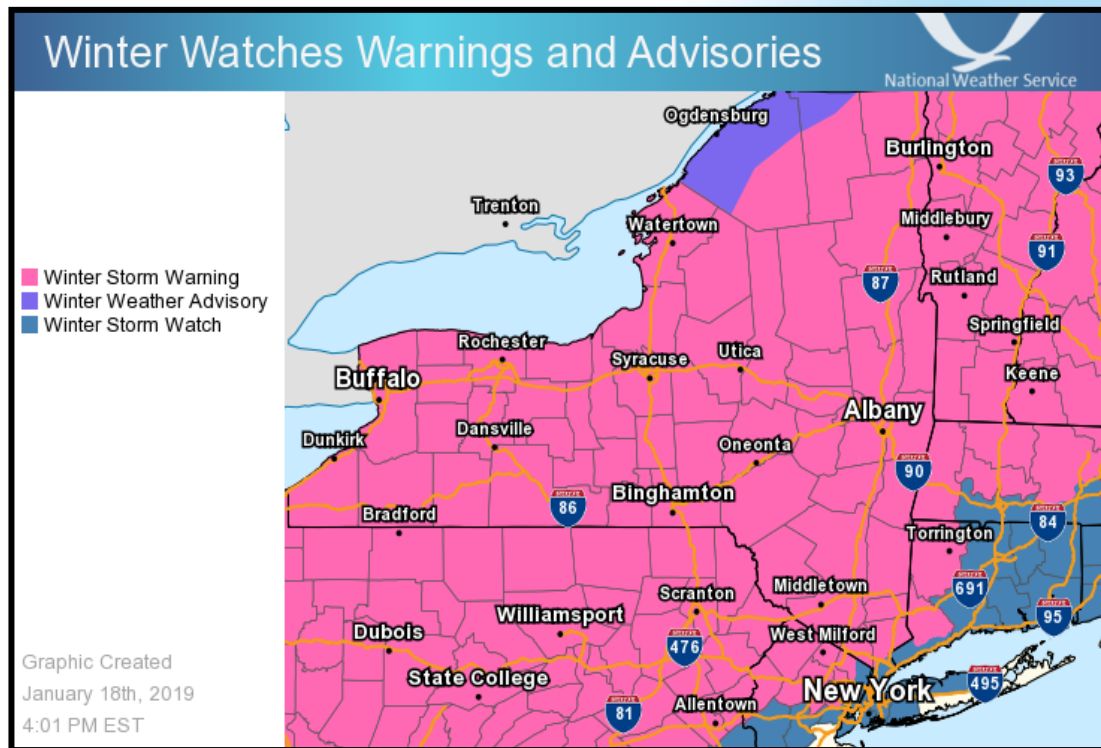 Winter Watches Warnings and Advisories
National Weather Service
Winter Storm Warning
Winter Weather Advisory
Winter Storm Watch
Ogdensburg
Burlington
93
Trenton
Middlebury
Watertown
91
87
Rutland
Springfield
Rochester
Syracuse
Utica
Keene
Buffalo
Albany
Dunkirk
Dansville
Oneonta
90
Binghamton
86
Bradford
84
Torrington
Scranton
Middletown
691
Williamsport
95
Dubois
West Milford
476
State College
New York
495
81
Allentown
Graphic Created
January 18th, 2019
4:01 PM EST